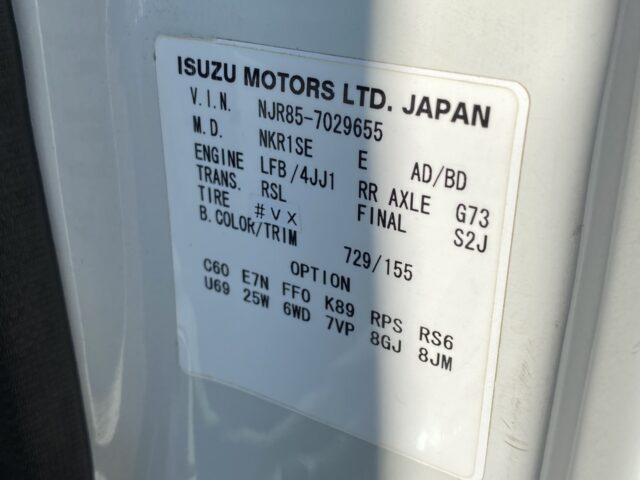 ISUZU MOTORS LTD. JAPAN
V.I.N. NJR85-7029655
M.D. NKR1SE E AD/BD
ENGINE LFB/4JJ1 RR AXLE G73
TRANS. RSL FINAL S2J
TIRE #VX
B.COLOR/TRIM 729/155
OPTION
C60 E7N FF0 K89 RPS RS6
U69 25W 6WD 7VP 8GJ 8JM